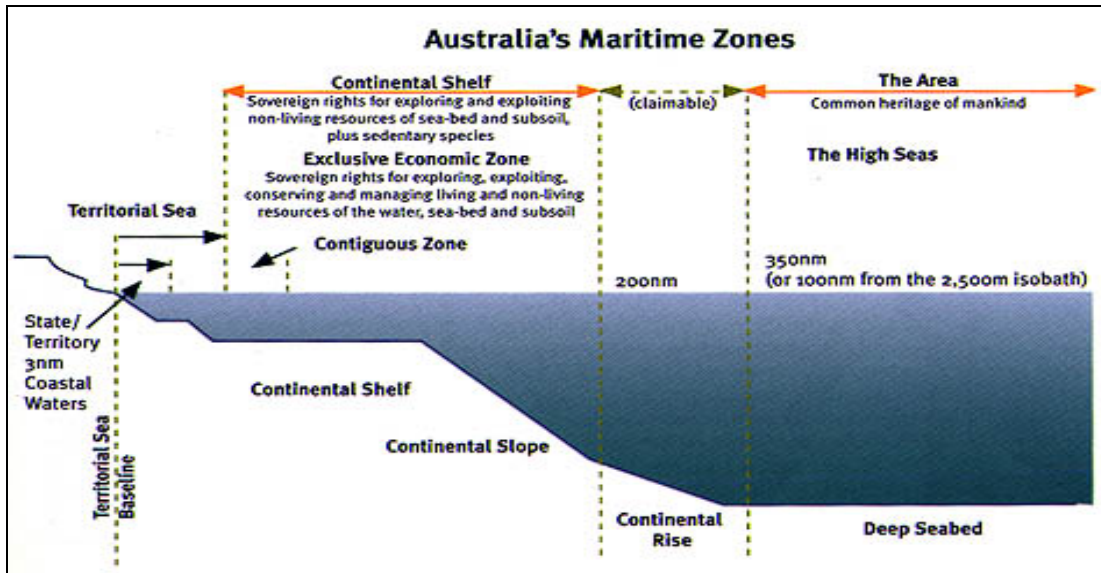 Australia's Maritime Zones
Continental Shelf
Sovereign rights for exploring and exploiting
non-living resources of sea-bed and subsoil,
plus sedentary species
(claimable)
The Area
Common heritage of mankind
The High Seas
Exclusive Economic Zone
Sovereign rights for exploring, exploiting,
conserving and managing living and non-living
resources of the water, sea-bed and subsoil
Territorial Sea
Contiguous Zone
200nm
350nm
(or 100nm from the 2,500m isobath)
State/
Territory
3nm
Coastal
Waters
Territorial Sea
Baseline
Continental Shelf
Continental Slope
Continental
Rise
Deep Seabed